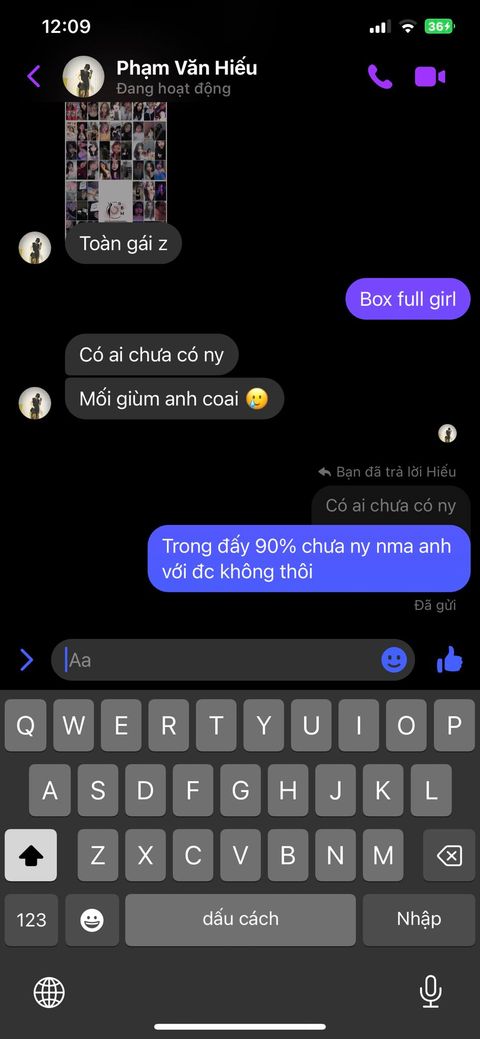 12:09
36
Phạm Văn Hiếu
Đang hoạt động
Toàn gái z
Box full girl
Có ai chưa có ny
Mối giùm anh coai 🥲
Bạn đã trả lời Hiếu
Có ai chưa có ny
Trong đấy 90% chưa ny nma anh
với đc không thôi
Đã gửi
Aa
Q W E R T Y U I O P
A S D F G H J K L
Z X C V B N M
123 dấu cách Nhập